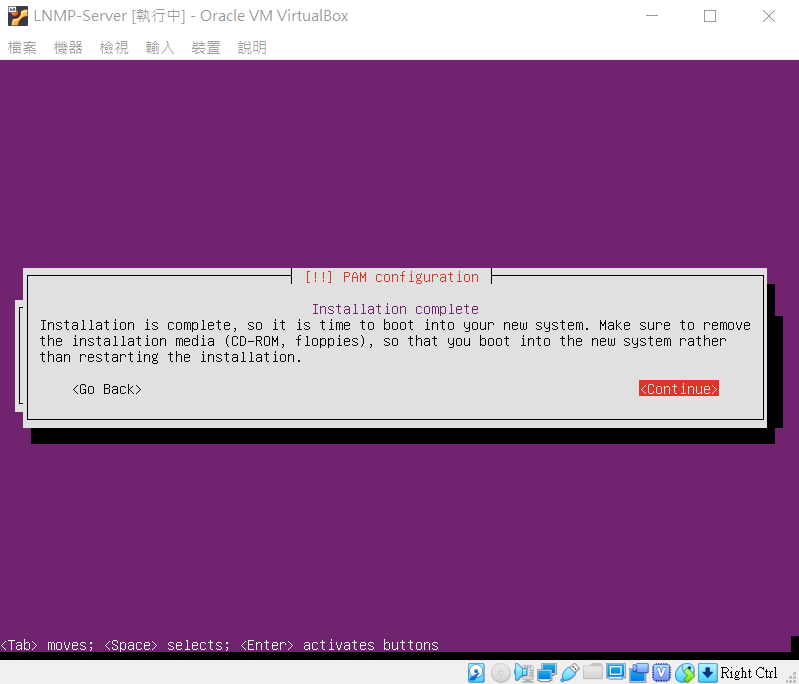 LNMP-Server [執行中] - Oracle VM VirtualBox
檔案 機器 檢視 輸入 裝置 說明
[!!] PAM configuration
Installation complete
Installation is complete, so it is time to boot into your new system. Make sure to remove
the installation media (CD-ROM, floppies), so that you boot into the new system rather
than restarting the installation.
<Go Back> <Continue>
<Tab> moves; <Space> selects; <Enter> activates buttons
Right Ctrl